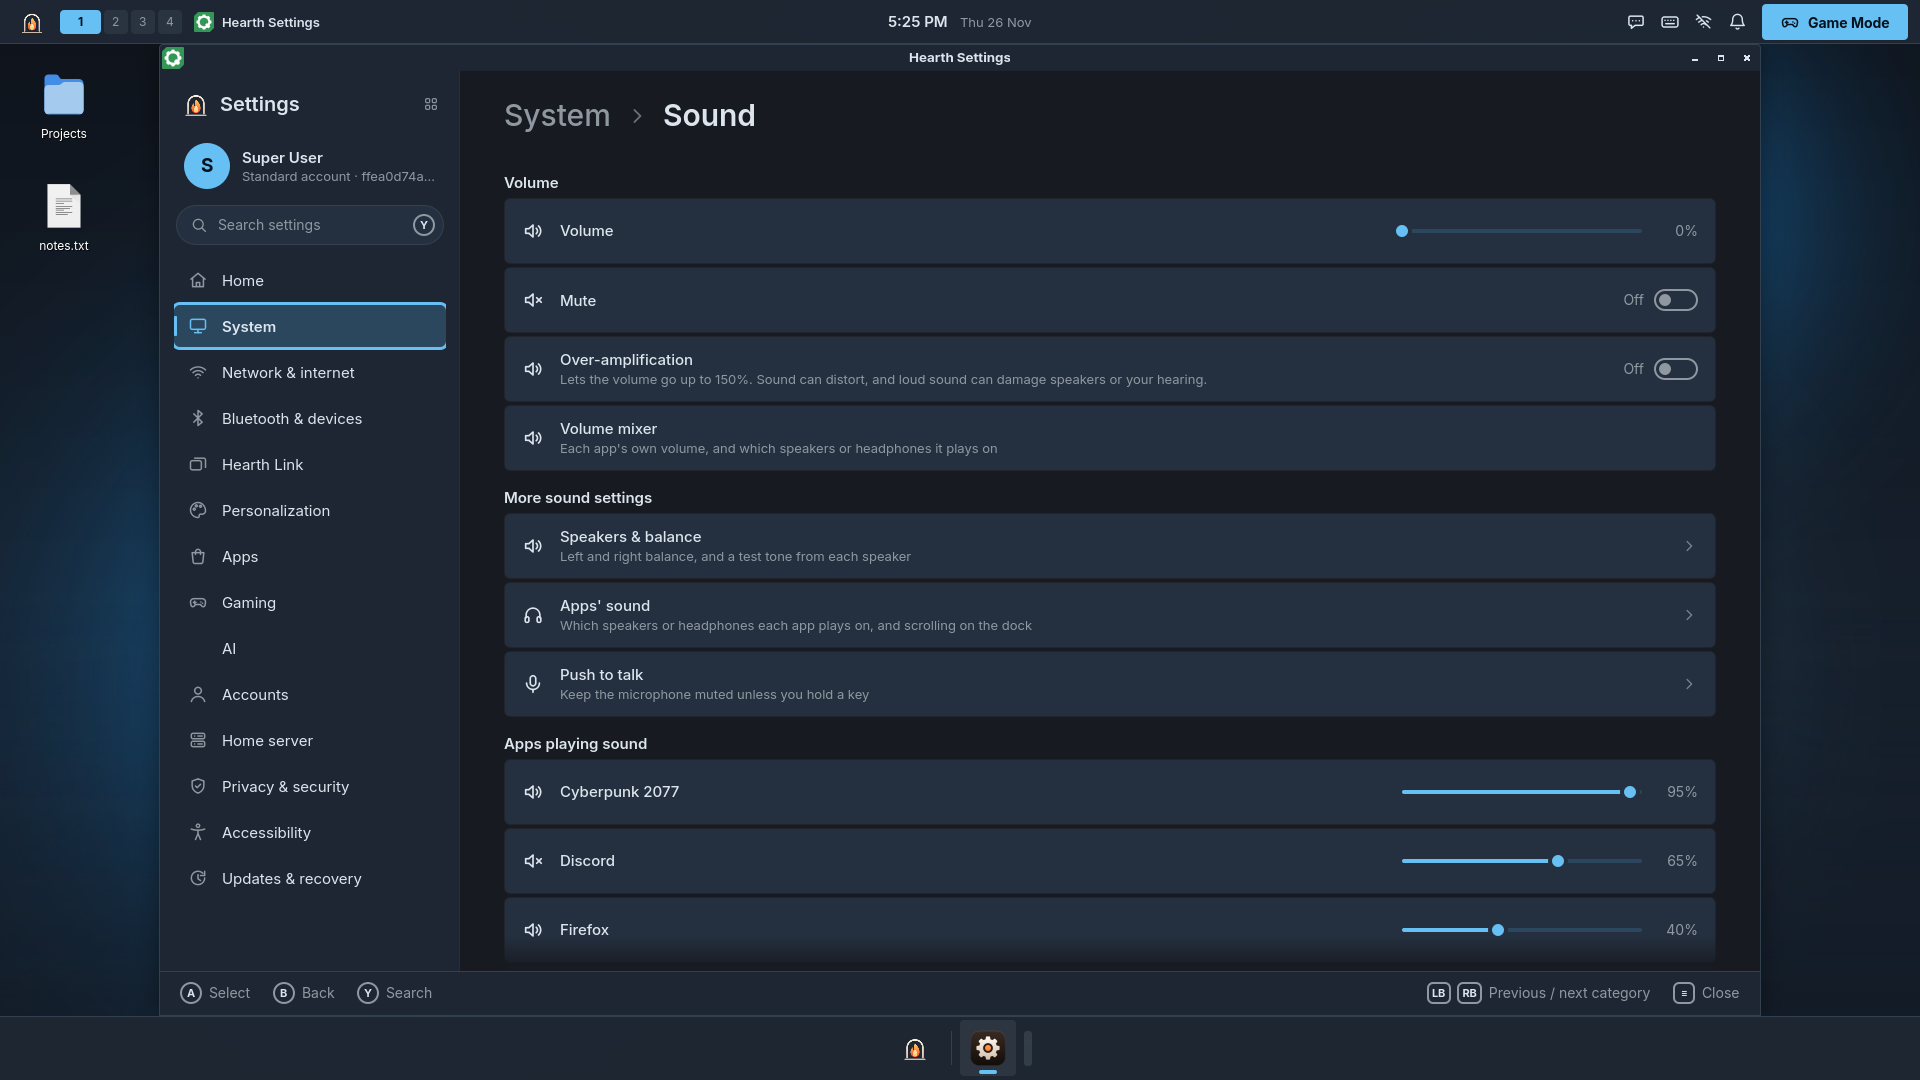 1
2
3
4
Hearth Settings
5:25 PM
Thu 26 Nov
Game Mode
Hearth Settings
Projects
notes.txt
Settings
S
Super User
Standard account · ffea0d74a...
Search settings
Y
Home
System
Network & internet
Bluetooth & devices
Hearth Link
Personalization
Apps
Gaming
AI
Accounts
Home server
Privacy & security
Accessibility
Updates & recovery
System
Sound
Volume
Volume
0%
Mute
Off
Over-amplification
Lets the volume go up to 150%. Sound can distort, and loud sound can damage speakers or your hearing.
Off
Volume mixer
Each app's own volume, and which speakers or headphones it plays on
More sound settings
Speakers & balance
Left and right balance, and a test tone from each speaker
Apps' sound
Which speakers or headphones each app plays on, and scrolling on the dock
Push to talk
Keep the microphone muted unless you hold a key
Apps playing sound
Cyberpunk 2077
95%
Discord
65%
Firefox
40%
A Select
B Back
Y Search
LB RB Previous / next category
Close